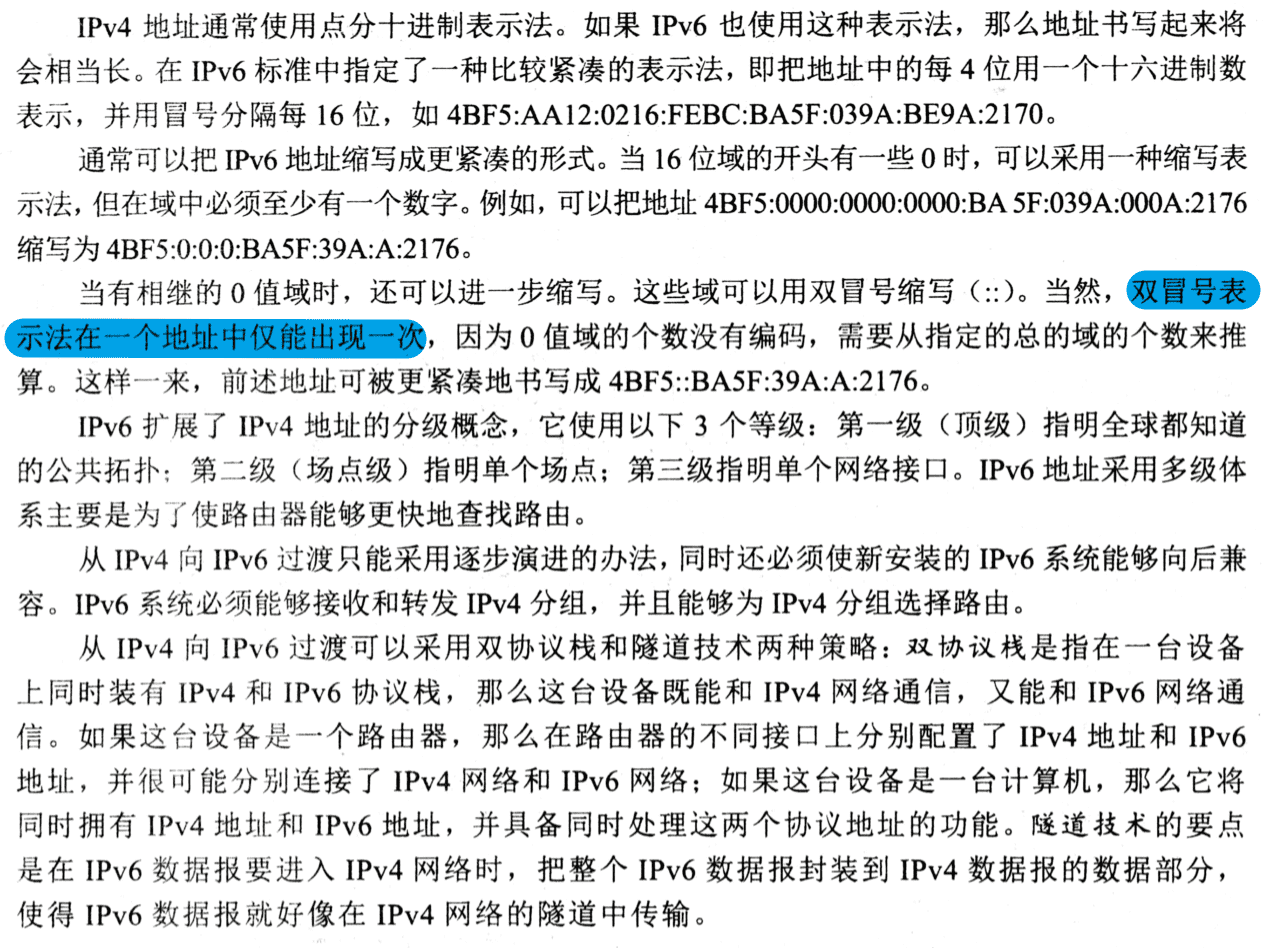 IPv4 地址通常使用点分十进制表示法。如果 IPv6 也使用这种表示法，那么地址书写起来将
会相当长。在 IPv6 标准中指定了一种比较紧凑的表示法，即把地址中的每 4 位用一个十六进制数
表示，并用冒号分隔每 16 位，如 4BF5:AA12:0216:FEBC:BA5F:039A:BE9A:2170。
通常可以把 IPv6 地址缩写成更紧凑的形式。当 16 位域的开头有一些 0 时，可以采用一种缩写表
示法，但在域中必须至少有一个数字。例如，可以把地址 4BF5:0000:0000:0000:BA 5F:039A:000A:2176
缩写为 4BF5:0:0:0:BA5F:39A:A:2176。
当有相继的 0 值域时，还可以进一步缩写。这些域可以用双冒号缩写（::）。当然，双冒号表
示法在一个地址中仅能出现一次，因为 0 值域的个数没有编码，需要从指定的总的域的个数来推
算。这样一来，前述地址可被更紧凑地书写成 4BF5::BA5F:39A:A:2176。
IPv6 扩展了 IPv4 地址的分级概念，它使用以下 3 个等级：第一级（顶级）指明全球都知道
的公共拓扑；第二级（场点级）指明单个场点；第三级指明单个网络接口。IPv6 地址采用多级体
系主要是为了使路由器能够更快地查找路由。
从 IPv4 向 IPv6 过渡只能采用逐步演进的办法，同时还必须使新安装的 IPv6 系统能够向后兼
容。IPv6 系统必须能够接收和转发 IPv4 分组，并且能够为 IPv4 分组选择路由。
从 IPv4 向 IPv6 过渡可以采用双协议栈和隧道技术两种策略：双协议栈是指在一台设备
上同时装有 IPv4 和 IPv6 协议栈，那么这台设备既能和 IPv4 网络通信，又能和 IPv6 网络通
信。如果这台设备是一个路由器，那么在路由器的不同接口上分别配置了 IPv4 地址和 IPv6
地址，并很可能分别连接了 IPv4 网络和 IPv6 网络；如果这台设备是一台计算机，那么它将
同时拥有 IPv4 地址和 IPv6 地址，并具备同时处理这两个协议地址的功能。隧道技术的要点
是在 IPv6 数据报要进入 IPv4 网络时，把整个 IPv6 数据报封装到 IPv4 数据报的数据部分，
使得 IPv6 数据报就好像在 IPv4 网络的隧道中传输。